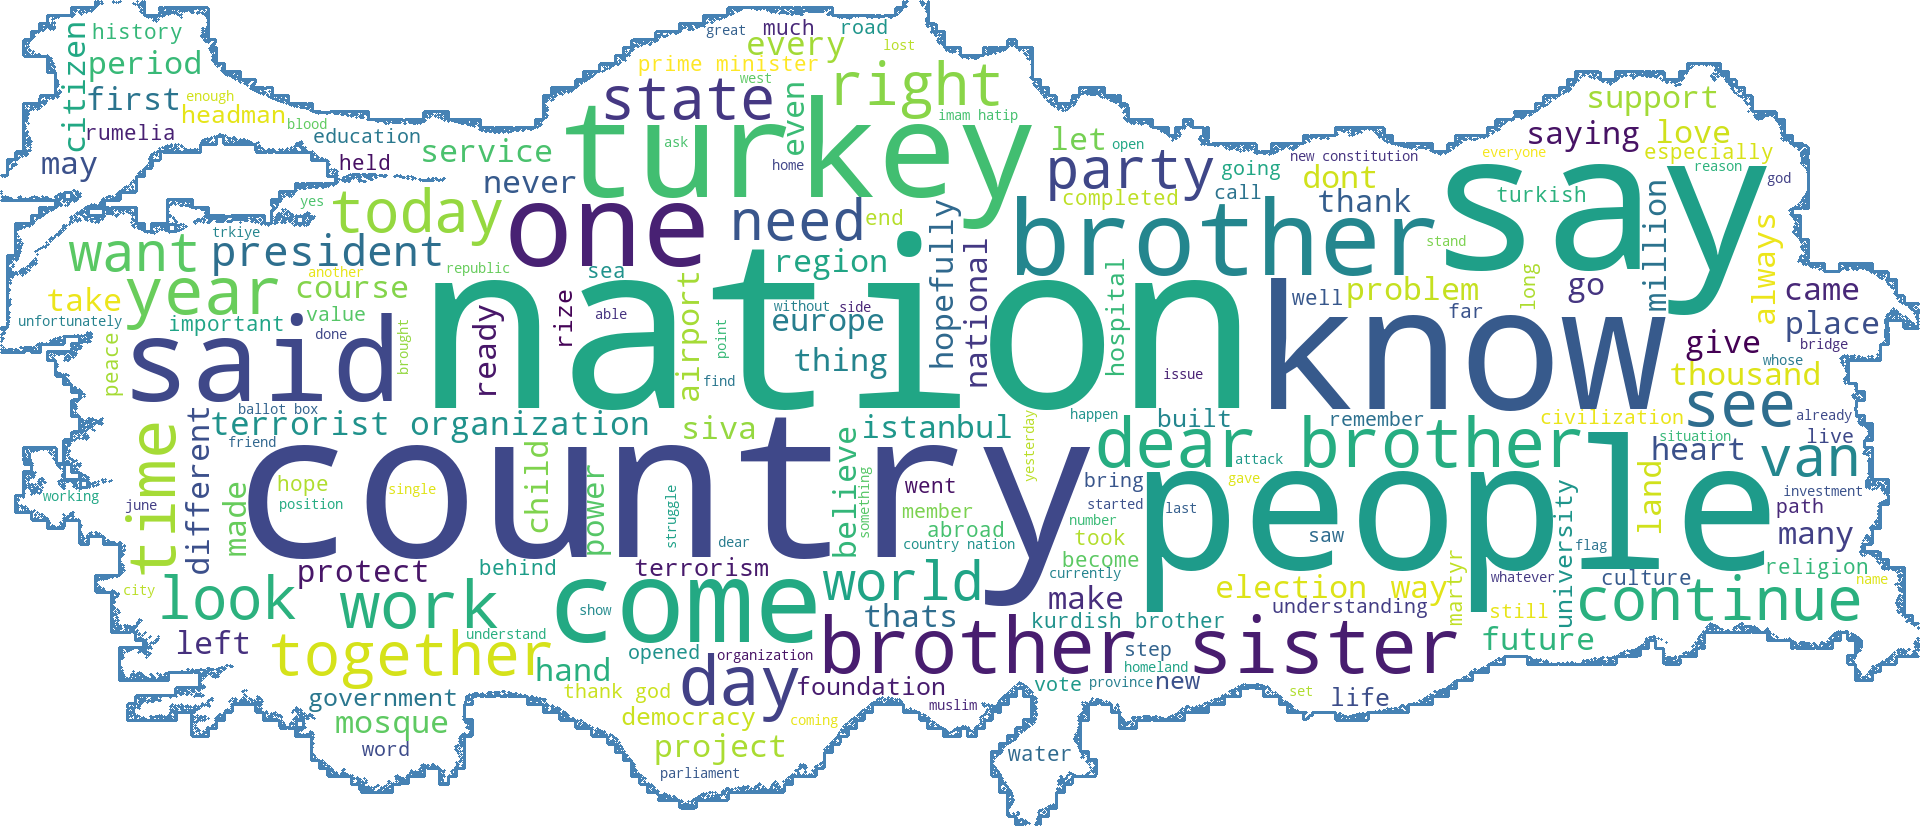 history
great
much
road
citizen
every
lost
period
prime minister
west
right
first
enough
state
even
support
headman
blood
imam hatip
rumelia
education
turkey
ask
let
open
saying
love
may
held
service
home
party
going
new constitution
everyone
especially
never
dont
reason
god
yes
today
one
need
end
completed
call
thank
turkish
million
say
trkiye
want
president
brother
stand
always
another
republic
sea
region
hopefully
national
hospital
long
take
year
course
airport
well
problem
go
came
unfortunately
important
value
rize
able
without
side
europe
far
place
done
said
brought
ready
nation
point
thing
know
give
bridge
peace
find
issue
whose
thousand
ballot box
terrorist organization
siva
istanbul
yesterday
happen
built
remember
civilization
see
already
time
different
friend
child
believe
dear brother
attack
heart
situation
live
van
working
hope
single
country
power
something
went
bring
gave
university
land
investment
june
position
made
struggle
member
started
last
path
abroad
number
people
many
dear
country nation
took
saw
flag
protect
behind
terrorism
become
martyr
religion
city
currently
whatever
culture
name
look
work
show
come
world
make
election
way
understanding
still
continue
thats
left
understand
kurdish brother
future
together
opened
organization
brother sister
step
hand
day
homeland
government
thank god
foundation
vote
province
new
set
life
mosque
democracy
coming
muslim
word
project
water
parliament